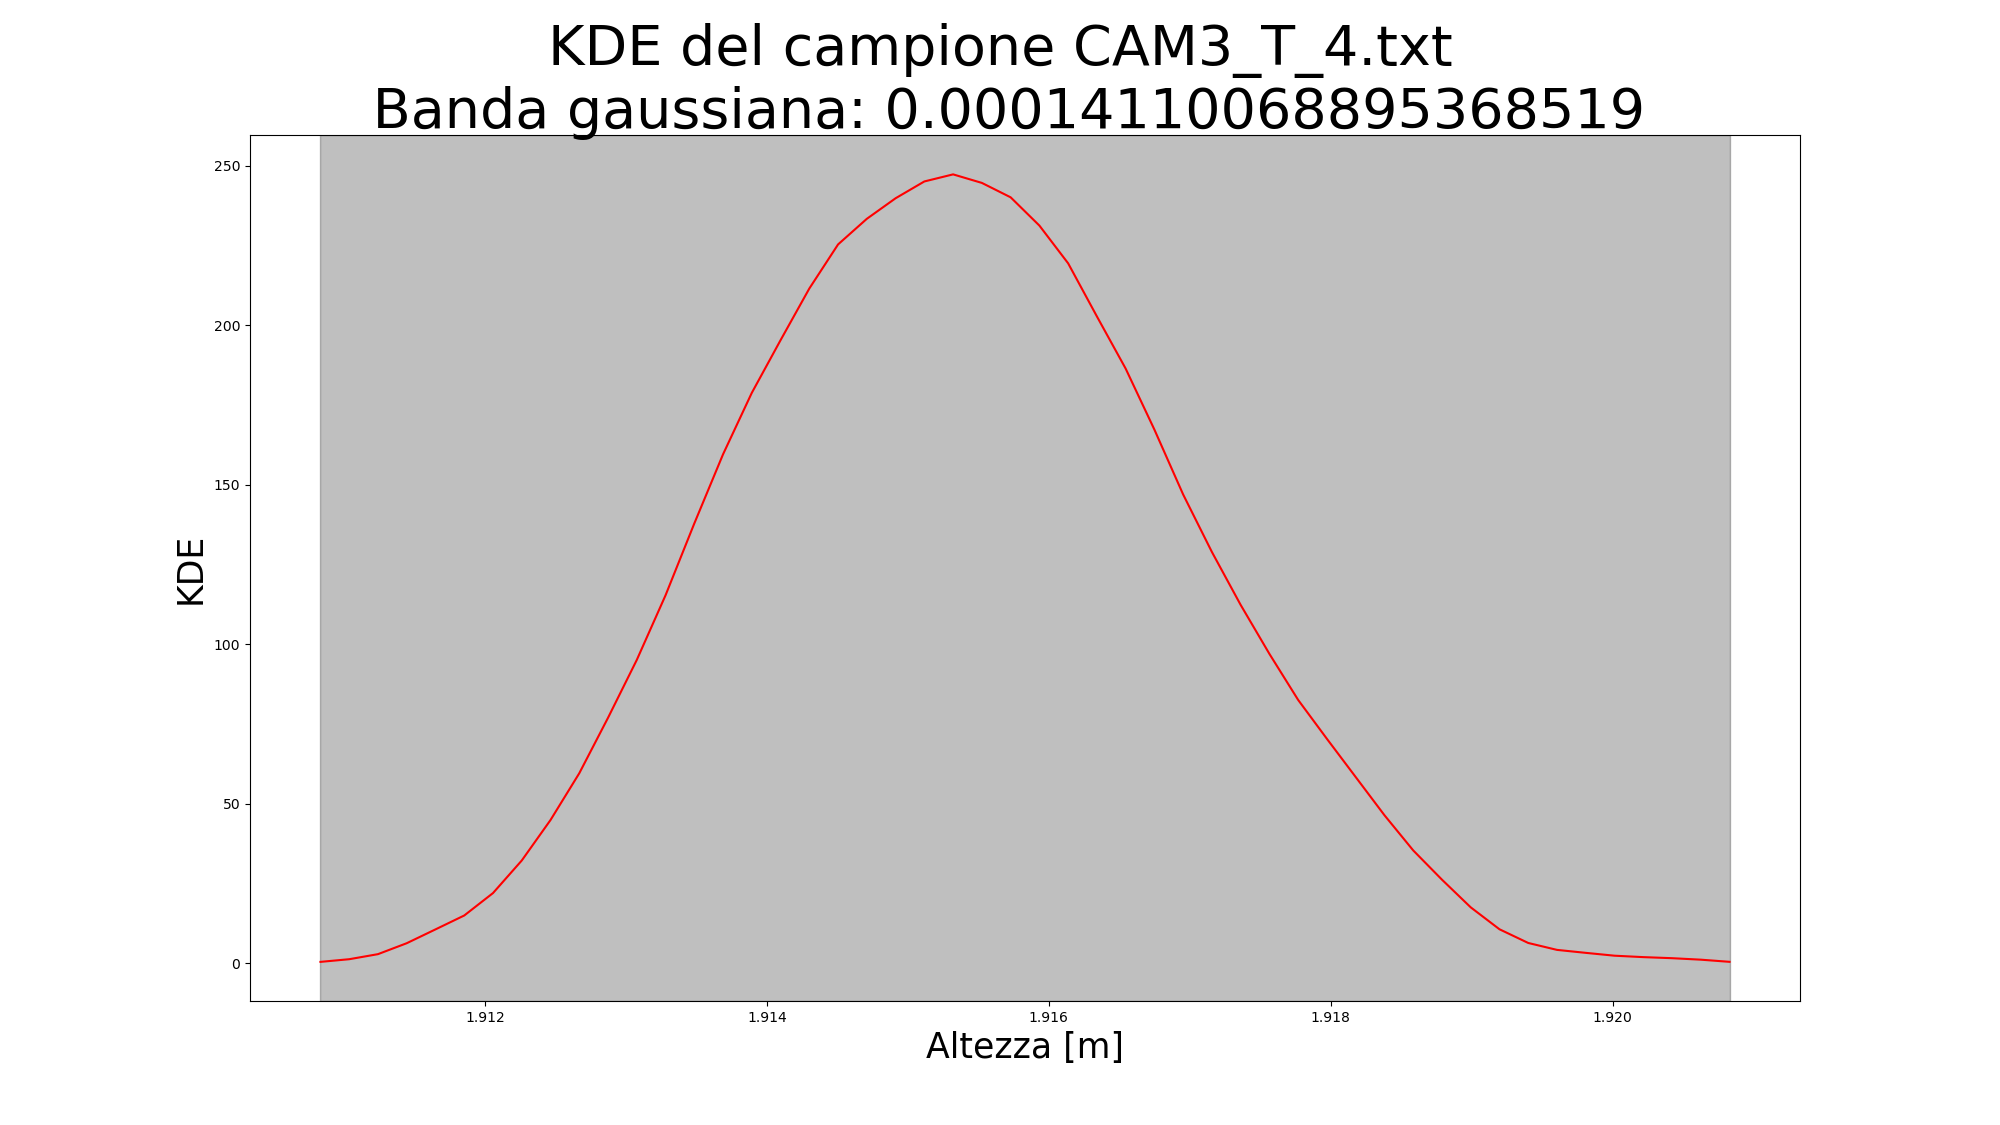 KDE del campione CAM3_T_4.txt
Banda gaussiana: 0.00014110068895368519
250
200
150
100
50
0
KDE
1.912 1.914 1.916 1.918 1.920
Altezza [m]